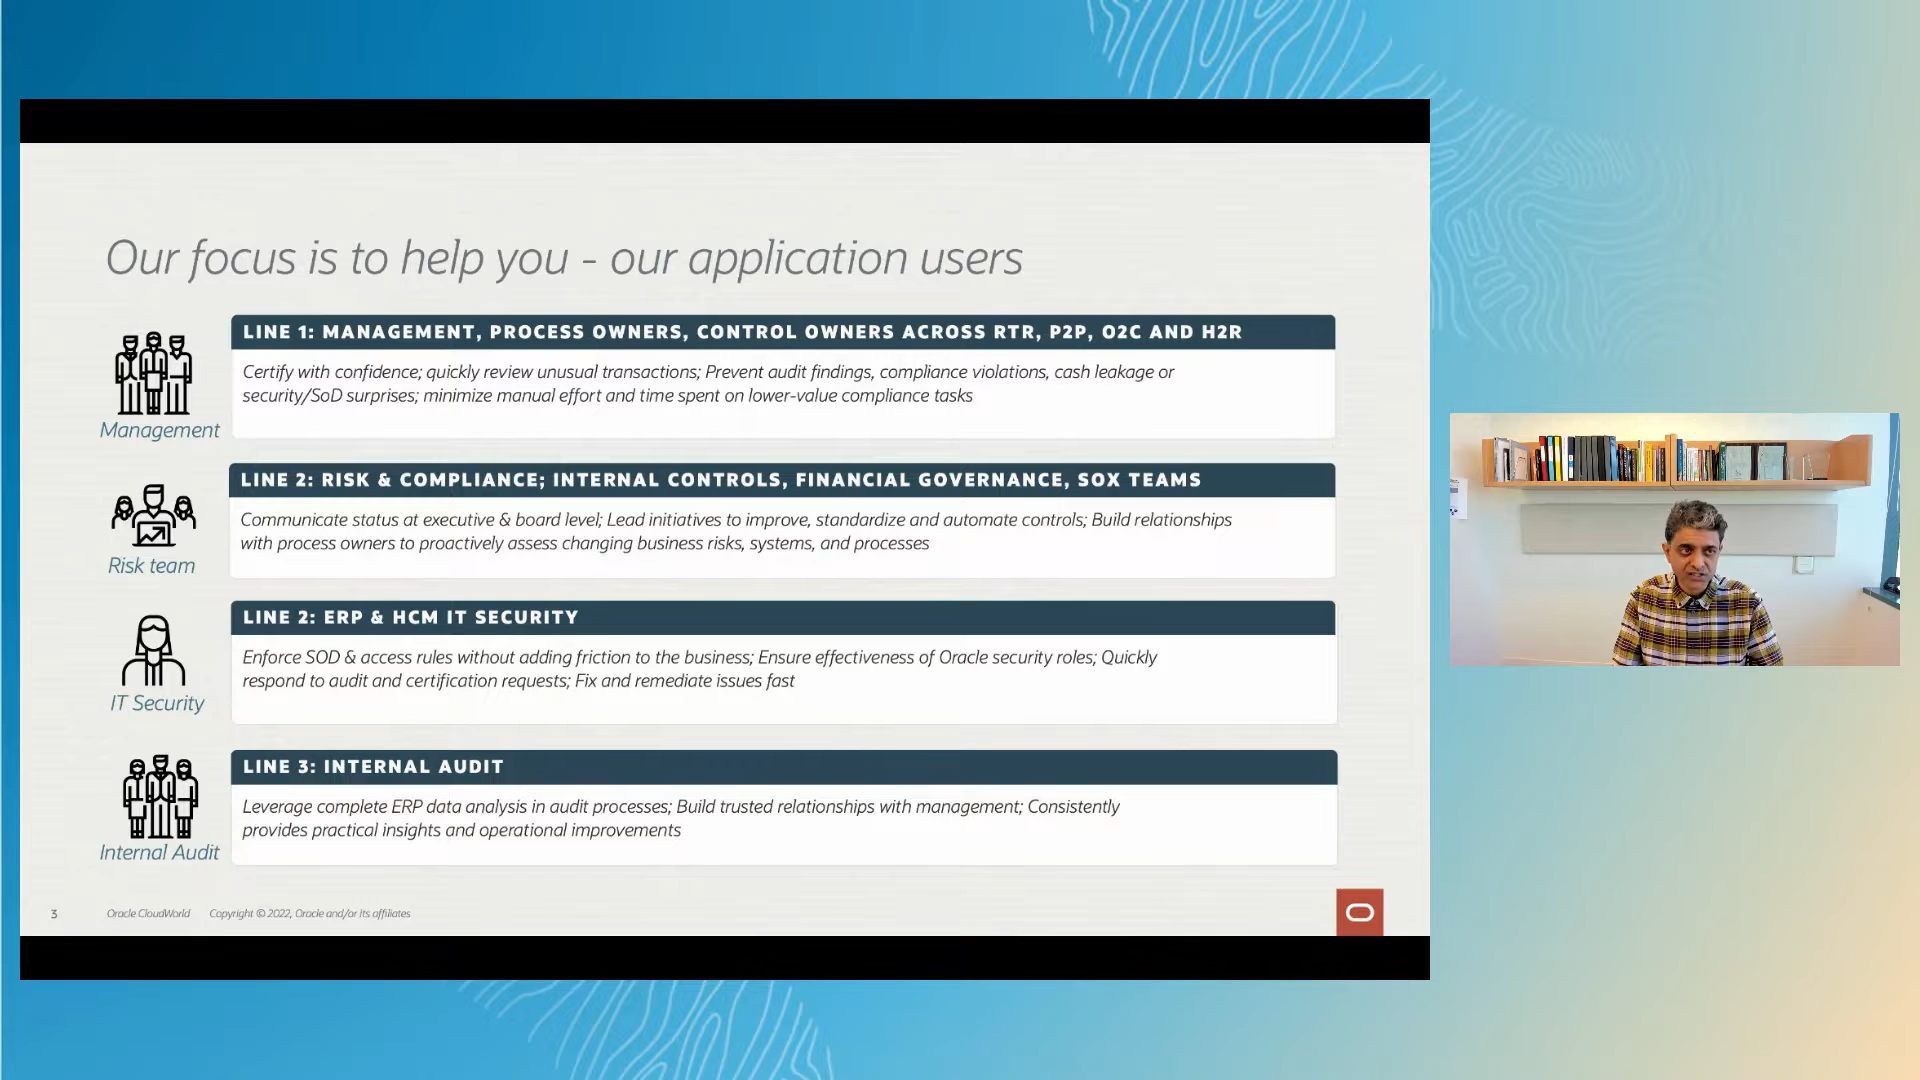 Our focus is to help you - our application users
LINE 1: MANAGEMENT, PROCESS OWNERS, CONTROL OWNERS ACROSS RTR, P2P, O2C AND H2R
Certify with confidence; quickly review unusual transactions; Prevent audit findings, compliance violations, cash leakage or
security/SoD surprises; minimize manual effort and time spent on lower-value compliance tasks
Management
LINE 2: RISK & COMPLIANCE; INTERNAL CONTROLS, FINANCIAL GOVERNANCE, SOX TEAMS
Communicate status at executive & board level; Lead initiatives to improve, standardize and automate controls; Build relationships
with process owners to proactively assess changing business risks, systems, and processes
Risk team
LINE 2: ERP & HCM IT SECURITY
Enforce SOD & access rules without adding friction to the business; Ensure effectiveness of Oracle security roles; Quickly
respond to audit and certification requests; Fix and remediate issues fast
IT Security
LINE 3: INTERNAL AUDIT
Leverage complete ERP data analysis in audit processes; Build trusted relationships with management; Consistently
provides practical insights and operational improvements
Internal Audit
3 Oracle CloudWorld Copyright © 2022, Oracle and/or its affiliates